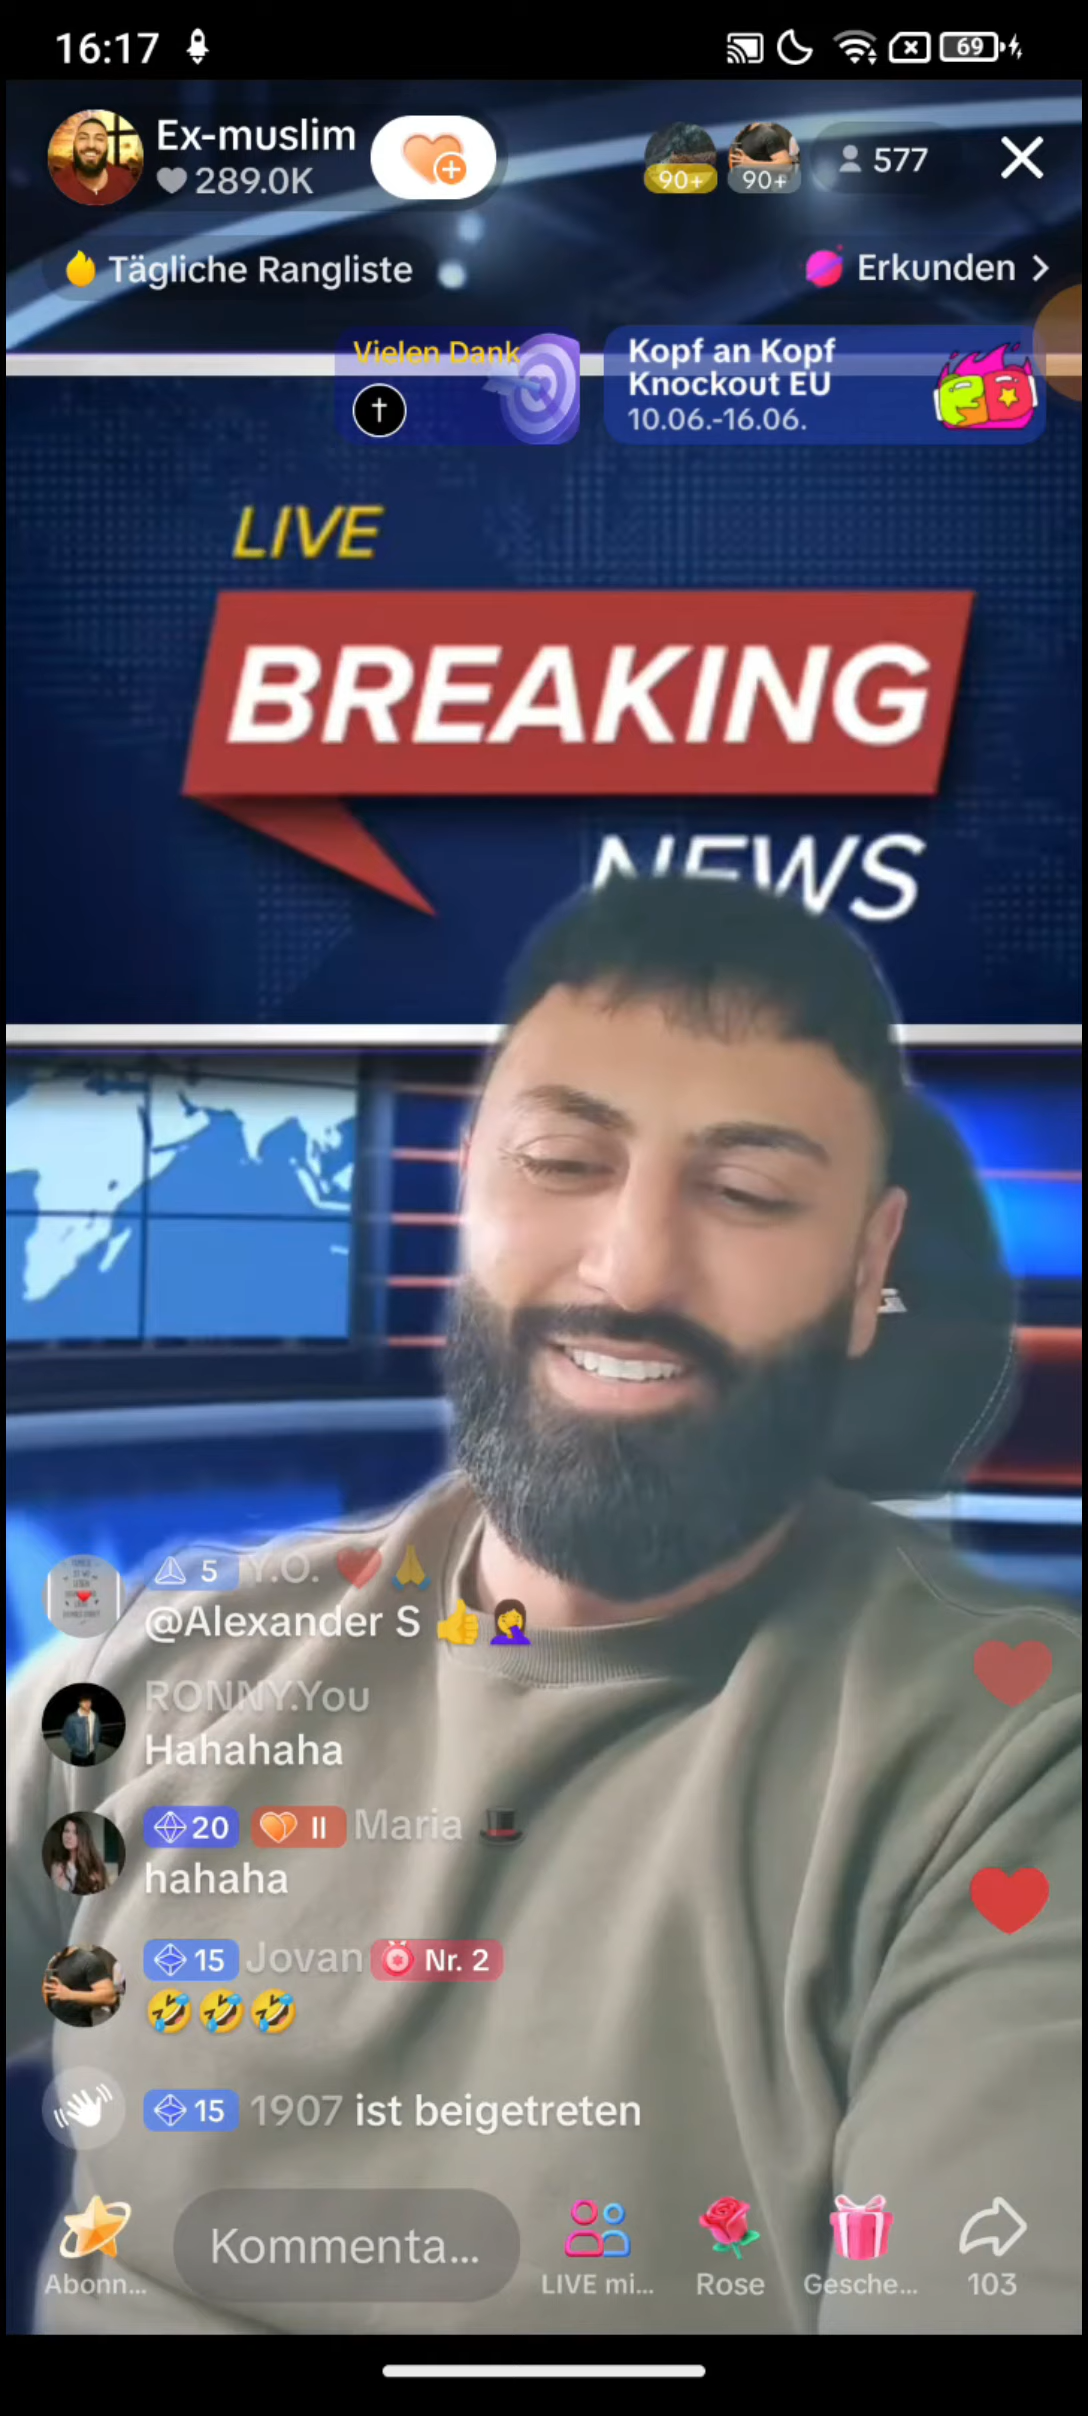 16:17
69
Ex-muslim
289.0K
90+
90+
577
Tägliche Rangliste
Erkunden
Vielen Dank
Kopf an Kopf
Knockout EU
10.06.-16.06.
LIVE
BREAKING
NEWS
5 Y.O.
@Alexander S
RONNY.You
Hahahaha
20 II Maria
hahaha
15 Jovan Nr. 2
15 1907 ist beigetreten
Kommenta...
Abonn...
LIVE mi...
Rose
Gesche...
103